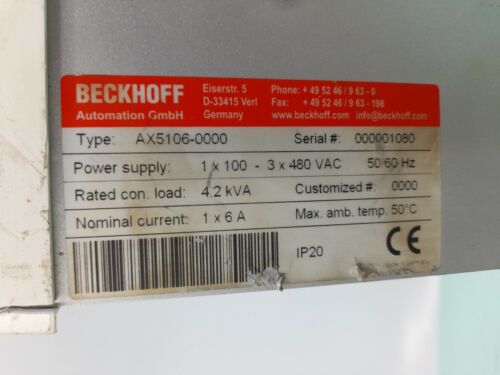 BECKHOFF
Automation GmbH
Eiserstr. 5
D-33415 Verl
Germany
Phone: + 49 52 46 / 9 63 - 0
Fax: + 49 52 46 / 9 63 - 198
www.beckhoff.com info@beckhoff.com
Type: AX5106-0000 Serial #: 000001080
Power supply: 1 x 100 - 3 x 480 VAC 50/60 Hz
Rated con. load: 4.2 kVA Customized #: 0000
Nominal current: 1 x 6 A Max. amb. temp. 50°C
IP20 CE